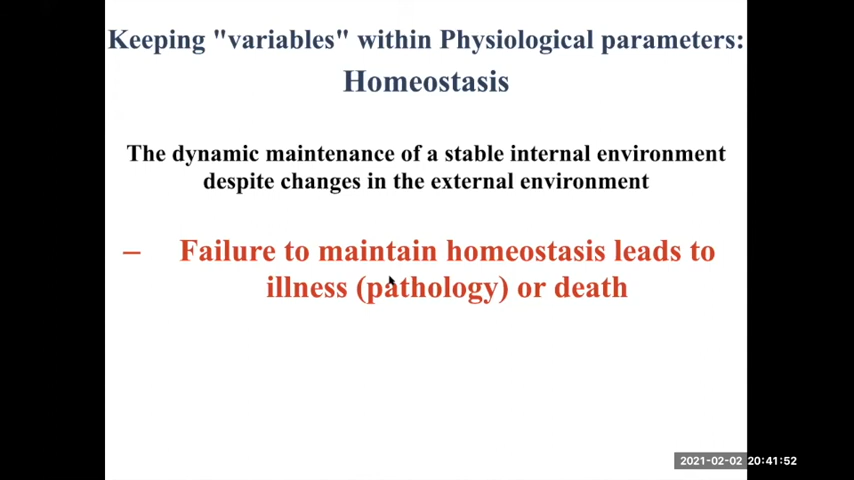 Keeping "variables" within Physiological parameters:
Homeostasis
The dynamic maintenance of a stable internal environment
despite changes in the external environment
– Failure to maintain homeostasis leads to
illness (pathology) or death
2021-02-02 20:41:52